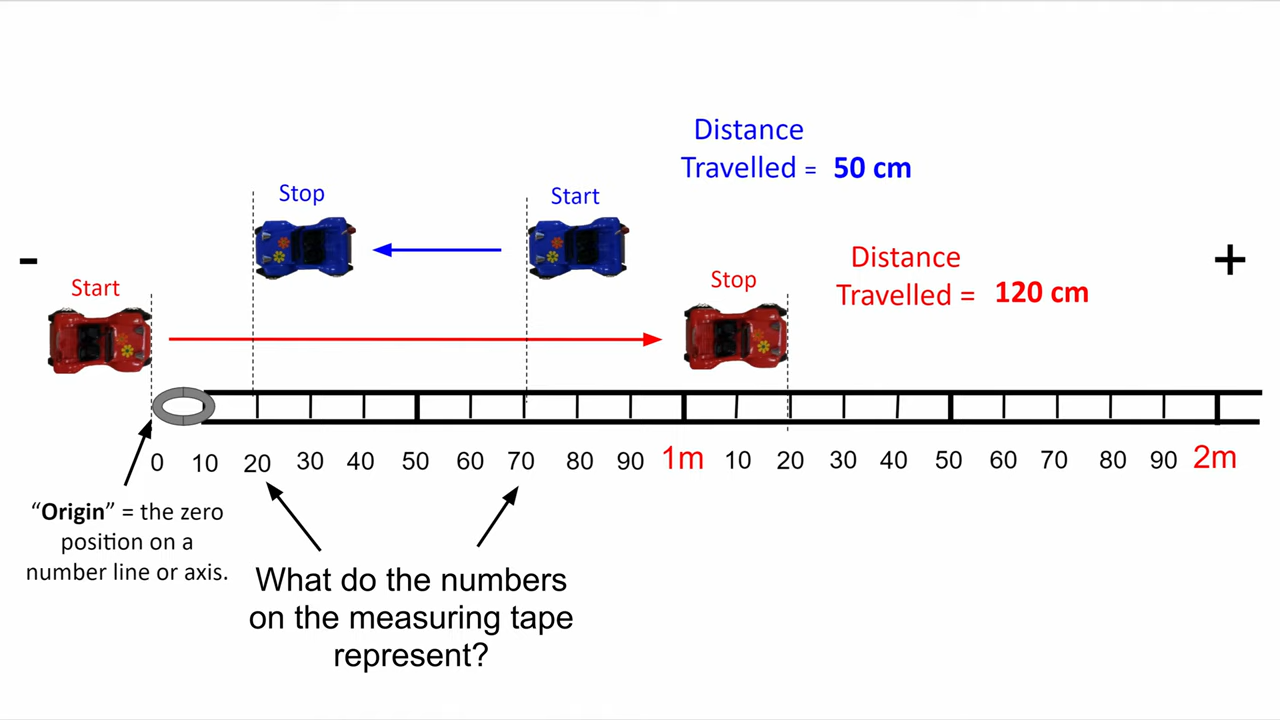 Distance
Travelled = 50 cm
Stop
Start
-
+
Distance
Travelled = 120 cm
Start
Stop
0 10 20 30 40 50 60 70 80 90 1m 10 20 30 40 50 60 70 80 90 2m
“Origin” = the zero
position on a
number line or axis.
What do the numbers
on the measuring tape
represent?